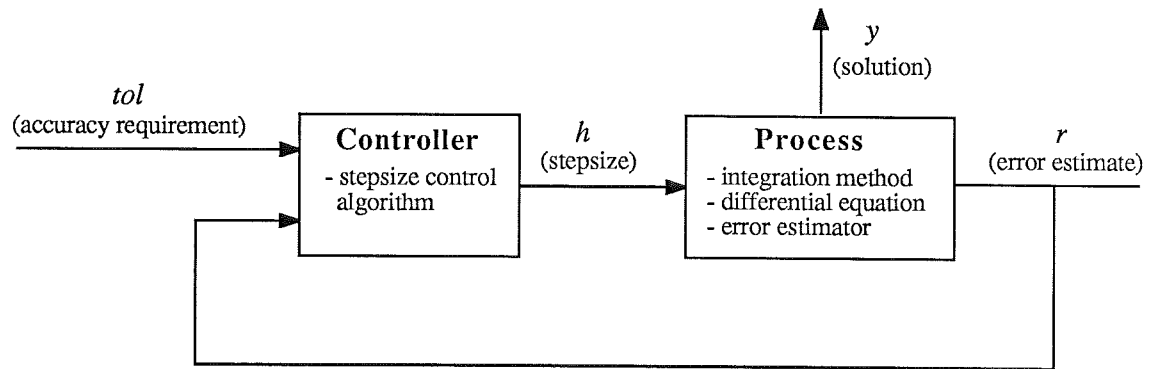 tol
(accuracy requirement)
Controller
- stepsize control
algorithm
h
(stepsize)
y
(solution)
Process
- integration method
- differential equation
- error estimator
r
(error estimate)